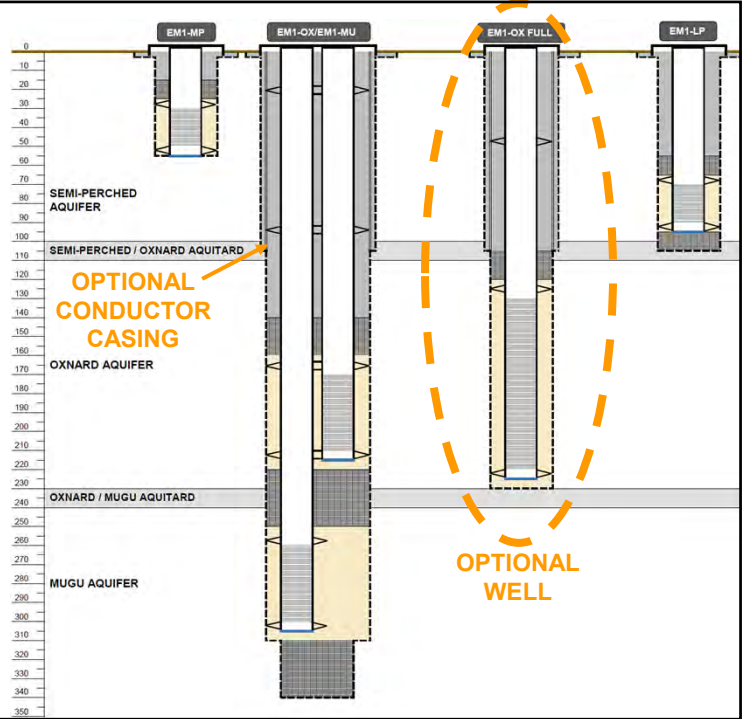 EM1-MP
EM1-OX/EM1-MU
EM1-OX FULL
EM1-LP
0
10
20
30
40
50
60
70
80
90
100
110
120
130
140
150
160
170
180
190
200
210
220
230
240
250
260
270
280
290
300
310
320
330
340
350
SEMI-PERCHED
AQUIFER
SEMI-PERCHED / OXNARD AQUITARD
OPTIONAL
CONDUCTOR
CASING
OXNARD AQUIFER
OXNARD / MUGU AQUITARD
OPTIONAL
WELL
MUGU AQUIFER